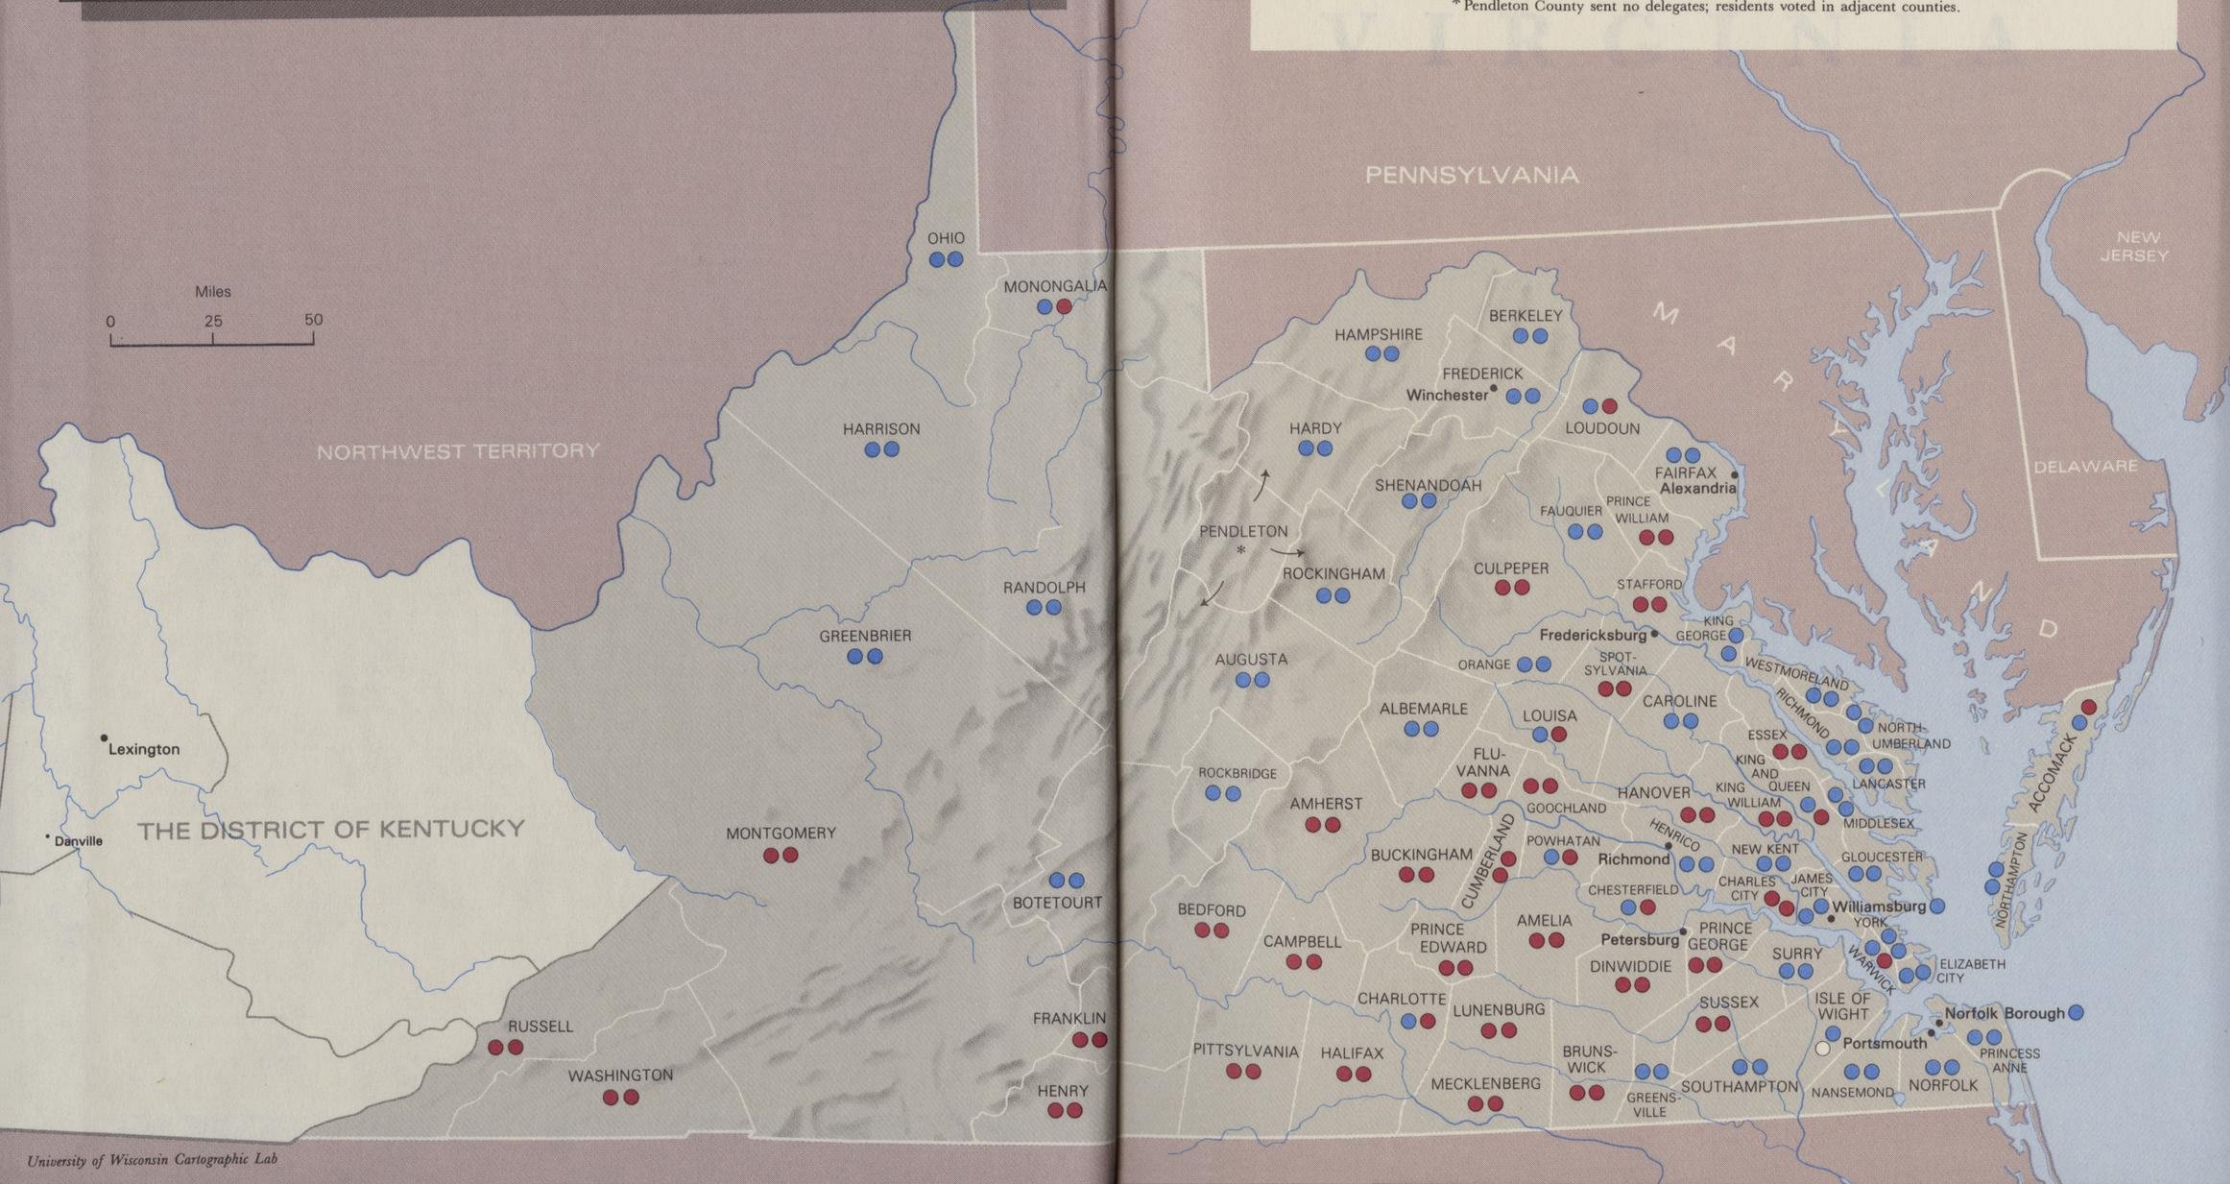 * Pendleton County sent no delegates; residents voted in adjacent counties.
VIRGINIA
PENNSYLVANIA
NEW
JERSEY
OHIO
MONONGALIA
Miles
0 25 50
MARYLAND
BERKELEY
HAMPSHIRE
FREDERICK
Winchester
LOUDOUN
HARRISON
HARDY
NORTHWEST TERRITORY
DELAWARE
FAIRFAX
Alexandria
SHENANDOAH
PRINCE
WILLIAM
FAUQUIER
PENDLETON
*
CULPEPER
ROCKINGHAM
STAFFORD
RANDOLPH
KING
GEORGE
GREENBRIER
Fredericksburg
AUGUSTA
ORANGE
SPOT-
SYLVANIA
WESTMORELAND
CAROLINE
RICHMOND
ALBEMARLE
LOUISA
NORTH-
UMBERLAND
ESSEX
Lexington
FLU-
VANNA
KING
AND
QUEEN
ROCKBRIDGE
LANCASTER
ACCOMACK
HANOVER
KING
WILLIAM
AMHERST
GOOCHLAND
MIDDLESEX
THE DISTRICT OF KENTUCKY
MONTGOMERY
HENRICO
Danville
POWHATAN
NEW KENT
BUCKINGHAM
CUMBERLAND
Richmond
GLOUCESTER
CHESTERFIELD
CHARLES
CITY
JAMES
CITY
NORTHAMPTON
BOTETOURT
Williamsburg
BEDFORD
AMELIA
YORK
PRINCE
EDWARD
Petersburg
PRINCE
GEORGE
CAMPBELL
SURRY
WARWICK
DINWIDDIE
ELIZABETH
CITY
CHARLOTTE
LUNENBURG
SUSSEX
ISLE OF
WIGHT
Norfolk Borough
FRANKLIN
RUSSELL
Portsmouth
PITTSYLVANIA
HALIFAX
BRUNS-
WICK
PRINCESS
ANNE
WASHINGTON
MECKLENBERG
SOUTHAMPTON
NORFOLK
HENRY
NANSEMOND
GREENS-
VILLE
University of Wisconsin Cartographic Lab